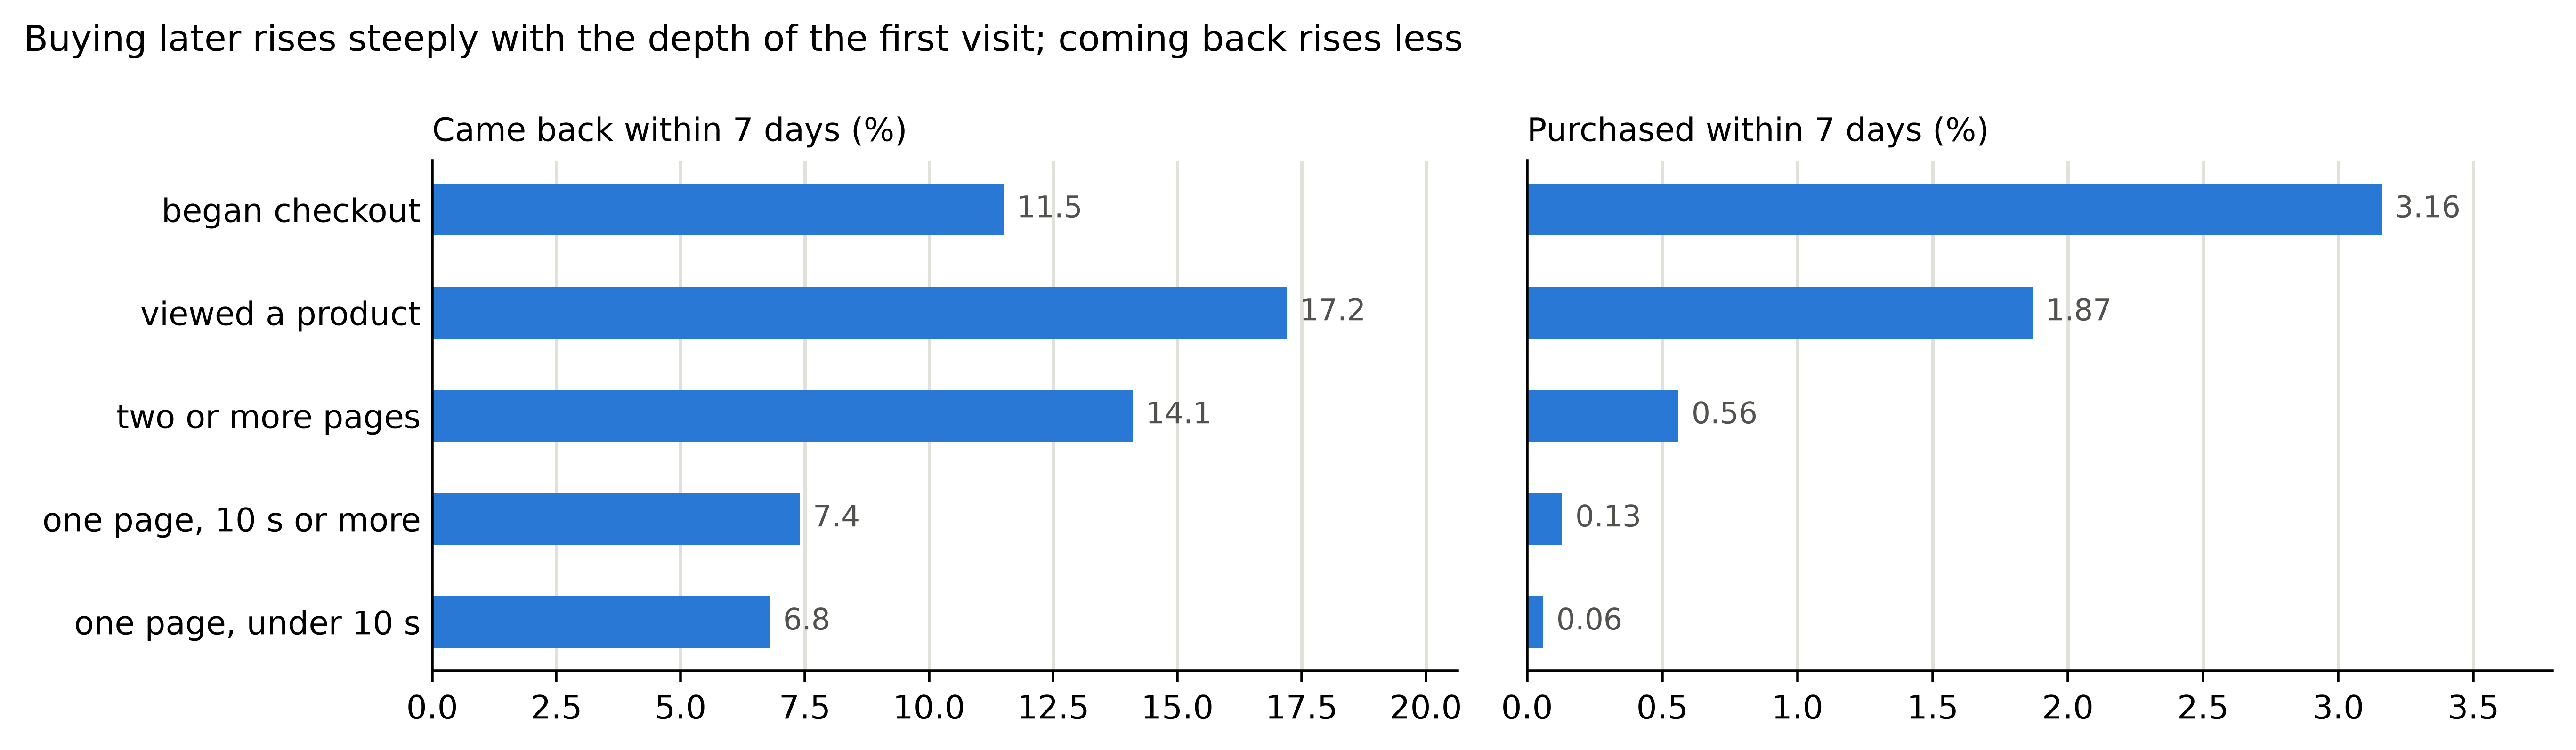 Buying later rises steeply with the depth of the first visit; coming back rises less
Came back within 7 days (%)
began checkout
11.5
viewed a product
17.2
two or more pages
14.1
one page, 10 s or more
7.4
one page, under 10 s
6.8
0.0 2.5 5.0 7.5 10.0 12.5 15.0 17.5 20.0
Purchased within 7 days (%)
3.16
1.87
0.56
0.13
0.06
0.0 0.5 1.0 1.5 2.0 2.5 3.0 3.5